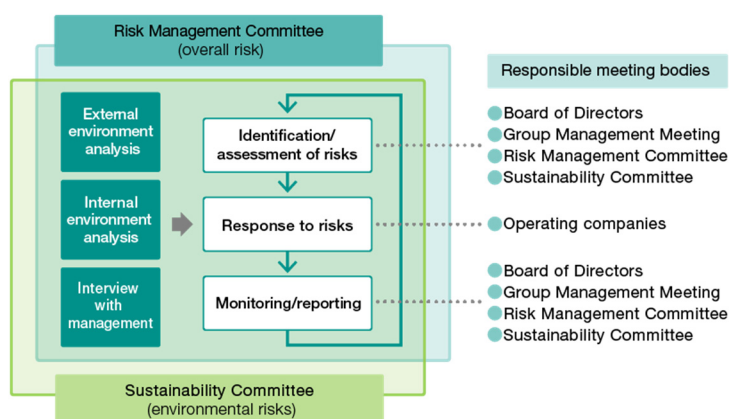 Risk Management Committee
(overall risk)
External
environment
analysis
Internal
environment
analysis
Interview
with
management
Identification/
assessment of risks
Response to risks
Monitoring/reporting
Responsible meeting bodies
Board of Directors
Group Management Meeting
Risk Management Committee
Sustainability Committee
Operating companies
Board of Directors
Group Management Meeting
Risk Management Committee
Sustainability Committee
Sustainability Committee
(environmental risks)